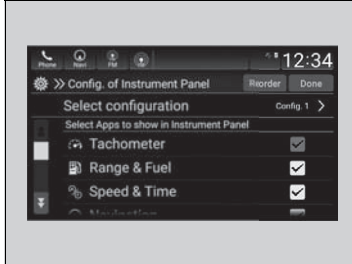 Phone Navi FM
12:34
Config. of Instrument Panel Reorder Done
Select configuration Config. 1
Select Apps to show in Instrument Panel
Tachometer
Range & Fuel
Speed & Time
Navigation